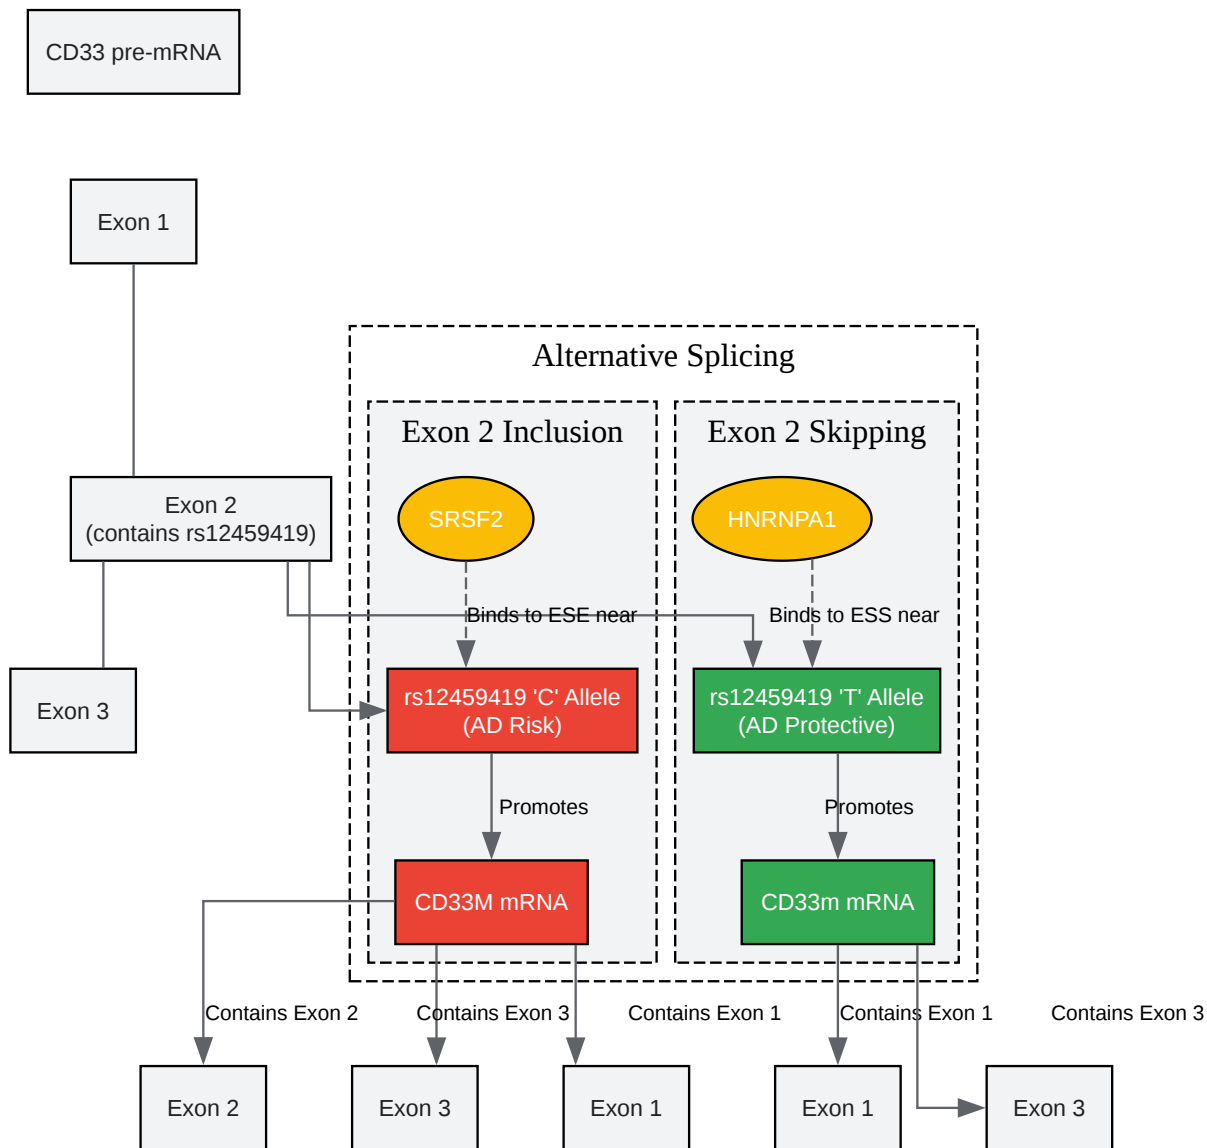 CD33 pre-mRNA
Exon 1
Alternative Splicing
Exon 2 Inclusion
Exon 2 Skipping
Exon 2
(contains rs12459419)
SRSF2
HNRNPA1
Binds to ESE near
Binds to ESS near
Exon 3
rs12459419 'C' Allele
(AD Risk)
rs12459419 'T' Allele
(AD Protective)
Promotes
Promotes
CD33M mRNA
CD33m mRNA
Contains Exon 2
Contains Exon 3
Contains Exon 1
Contains Exon 1
Contains Exon 3
Exon 2
Exon 3
Exon 1
Exon 1
Exon 3